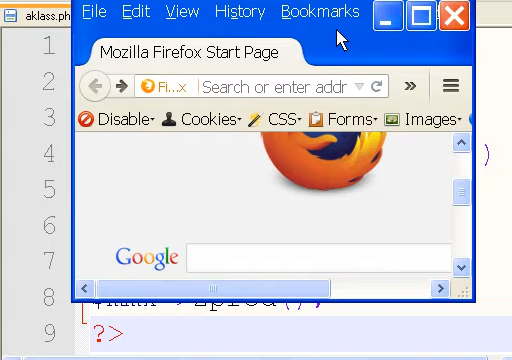 aklass.ph
File Edit View History Bookmarks
Mozilla Firefox Start Page
Fi...x Search or enter addr
Disable Cookies CSS Forms Images
Google
1
2
3
4 )
5
6
7
8
9 ?>